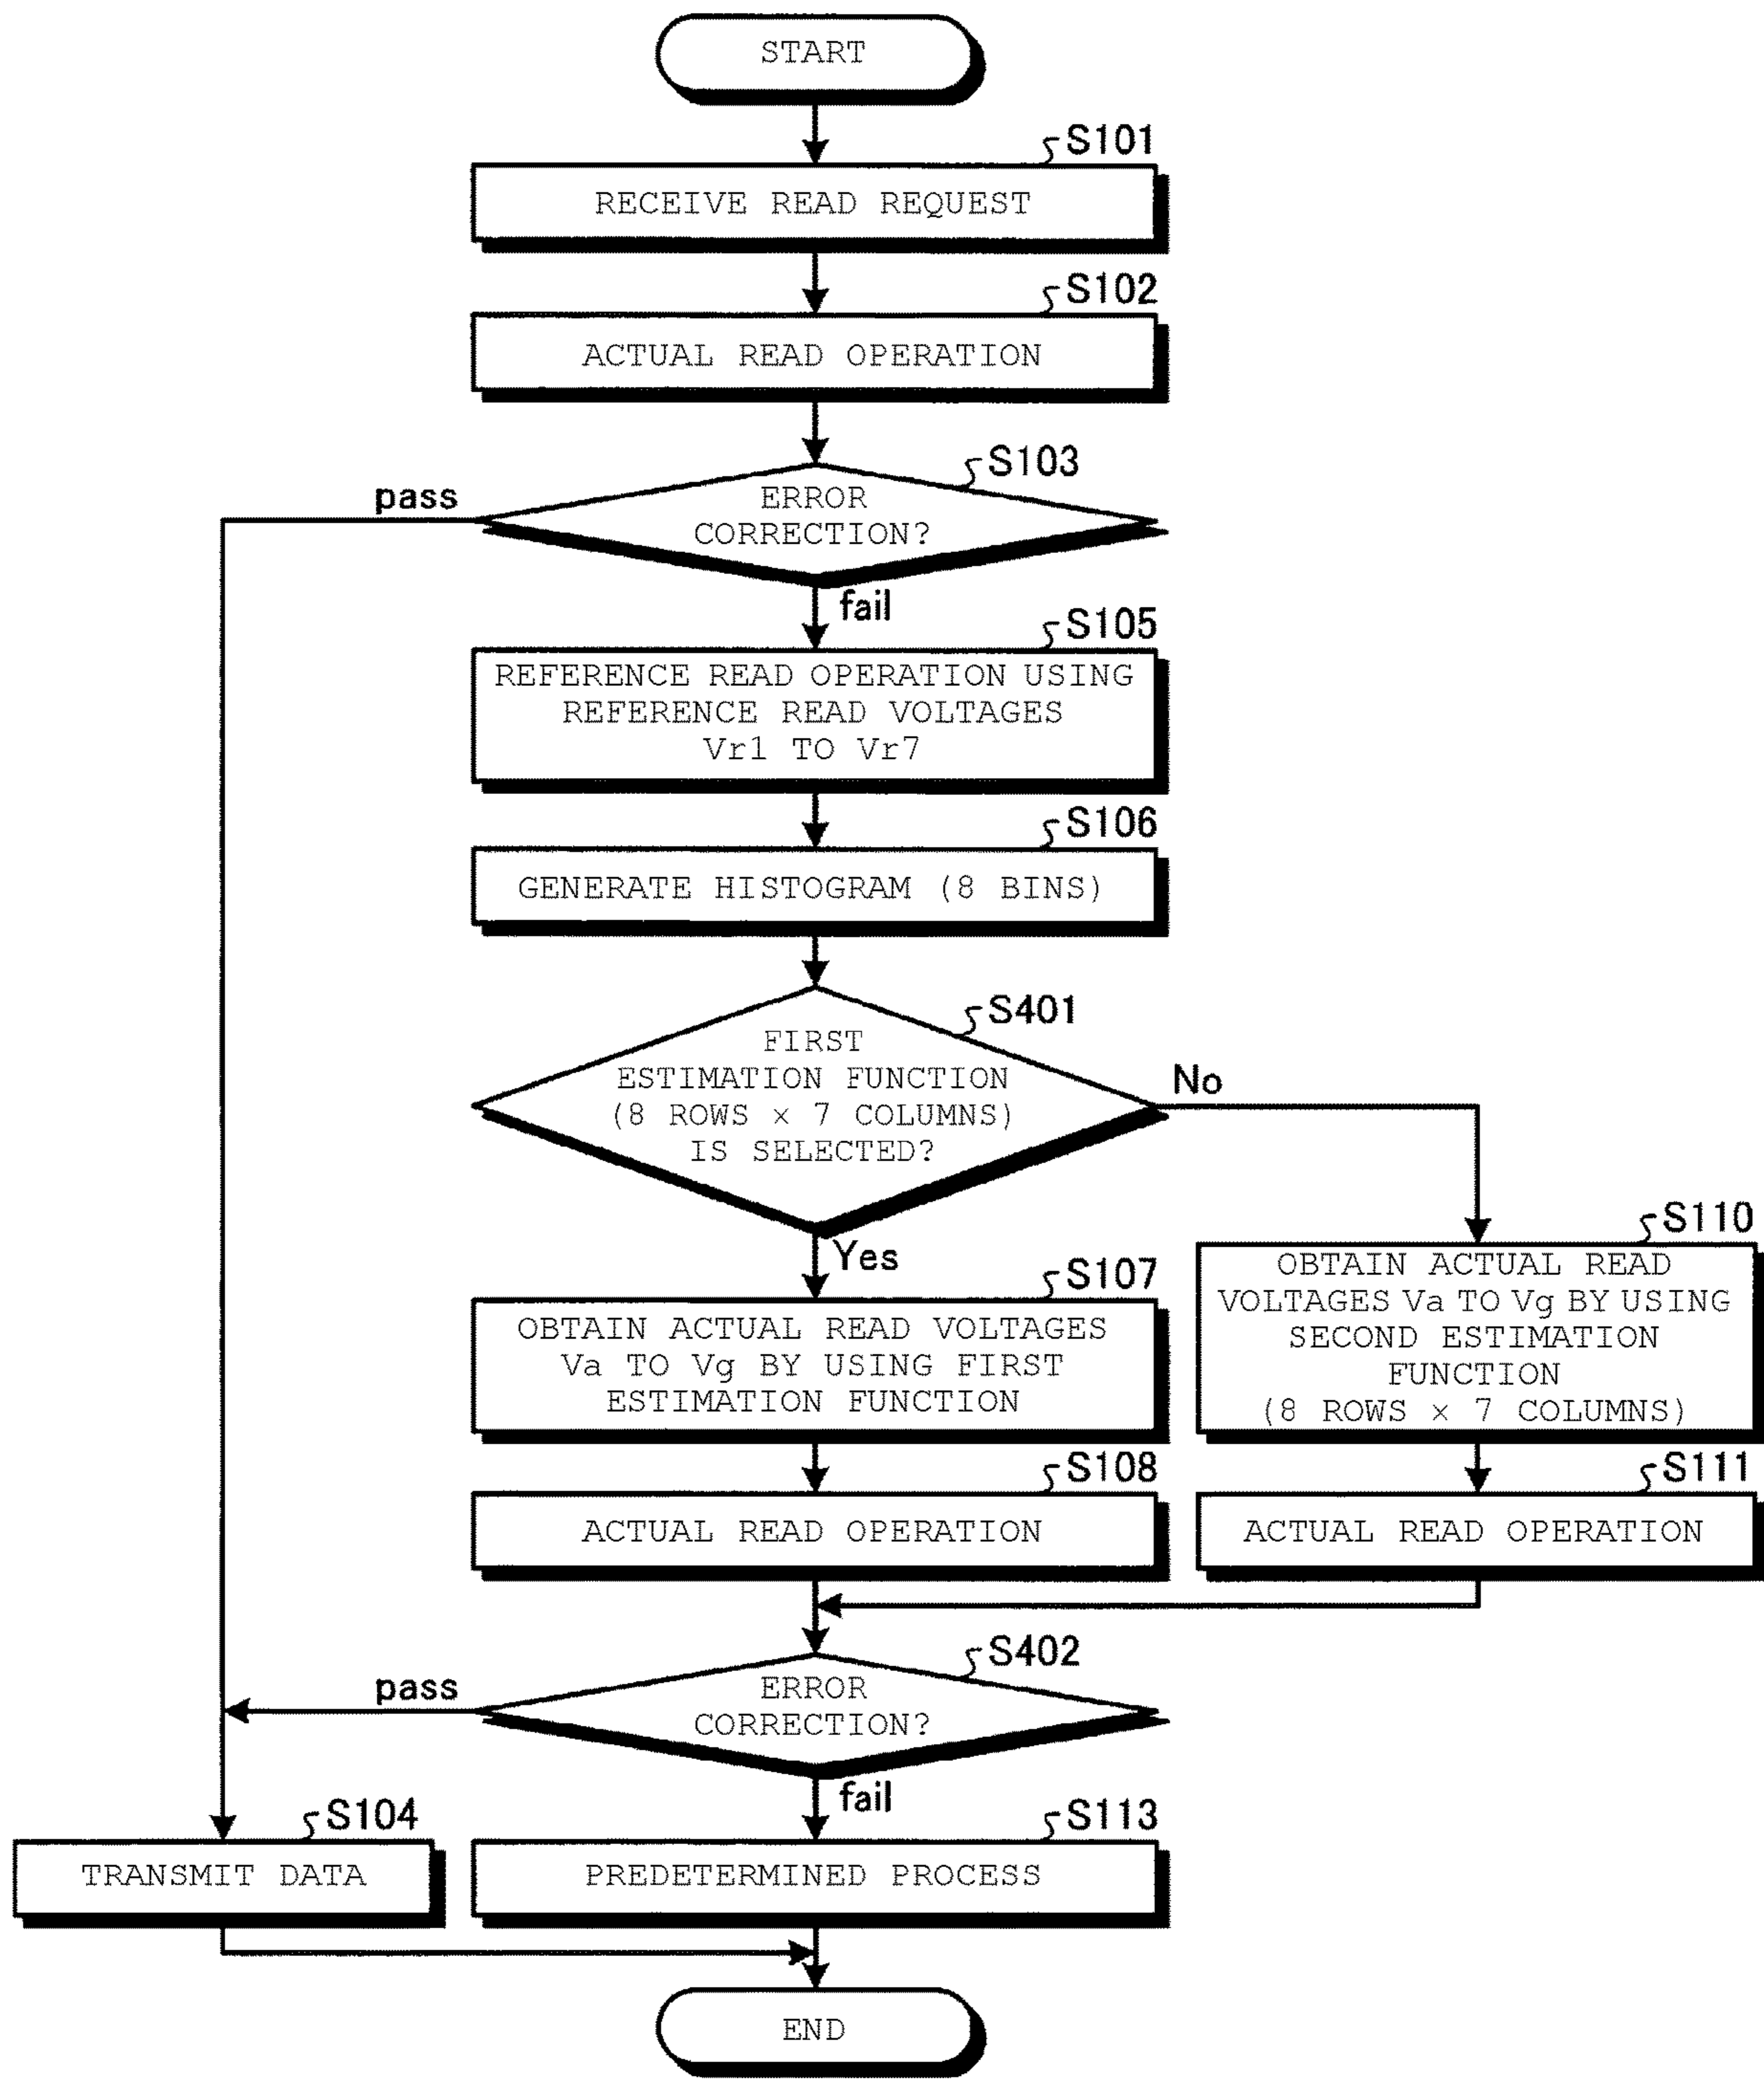 START
S101
RECEIVE READ REQUEST
S102
ACTUAL READ OPERATION
S103
pass
ERROR
CORRECTION?
fail
S105
REFERENCE READ OPERATION USING
REFERENCE READ VOLTAGES
Vr1 TO Vr7
S106
GENERATE HISTOGRAM (8 BINS)
S401
FIRST
ESTIMATION FUNCTION
(8 ROWS × 7 COLUMNS)
IS SELECTED?
No
Yes
S107
OBTAIN ACTUAL READ VOLTAGES
Va TO Vg BY USING FIRST
ESTIMATION FUNCTION
S110
OBTAIN ACTUAL READ
VOLTAGES Va TO Vg BY USING
SECOND ESTIMATION
FUNCTION
(8 ROWS × 7 COLUMNS)
S108
ACTUAL READ OPERATION
S111
ACTUAL READ OPERATION
S402
pass
ERROR
CORRECTION?
fail
S104
TRANSMIT DATA
S113
PREDETERMINED PROCESS
END